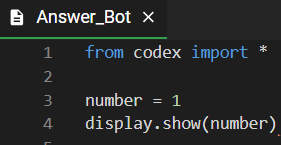 Answer_Bot ×
1 from codex import *
2
3 number = 1
4 display.show(number)